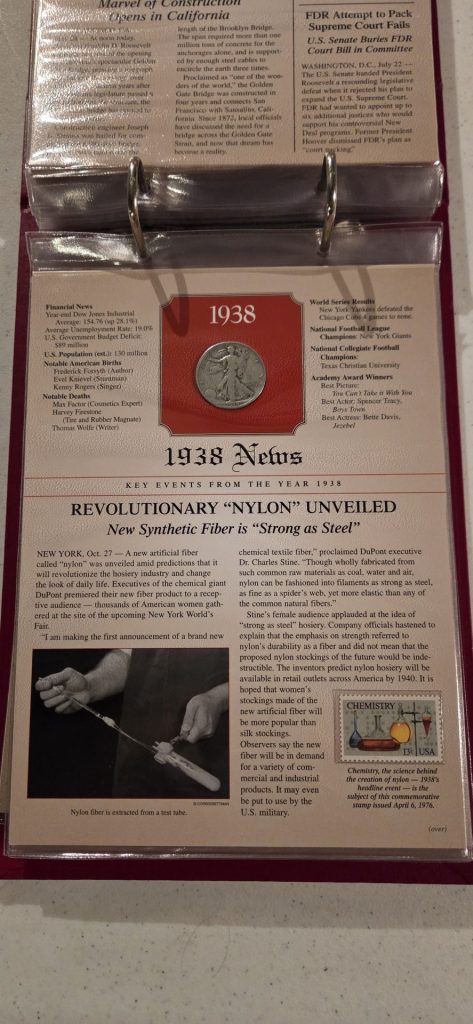 Marvel of Construction
Opens in California
length of the Brooklyn Bridge.
The span required more than one
million tons of concrete for the
anchorages alone, and is support-
ed by enough steel cables to
encircle the earth three times.
Proclaimed as "one of the won-
ders of the world," the Golden
Gate Bridge was constructed in
four years and connects San
Francisco with Sausalito, Cali-
fornia. Since 1872, local officials
have discussed the need for a
bridge across the Golden Gate
Strait, and now that dream has
become a reality.
FDR Attempt to Pack
Supreme Court Fails
U.S. Senate Buries FDR
Court Bill in Committee
WASHINGTON, D.C., July 22 —
The U.S. Senate handed President
Roosevelt a resounding legislative
defeat when it rejected his plan to
expand the U.S. Supreme Court.
FDR had wanted to appoint up to
six additional justices who would
support his controversial New
Deal programs. Former President
Hoover dismissed FDR's plan as
"court packing."
Financial News
Year-end Dow Jones Industrial
Average: 154.76 (up 28.1%)
Average Unemployment Rate: 19.0%
U.S. Government Budget Deficit:
$89 million
U.S. Population (est.): 130 million
Notable American Births
Frederick Forsyth (Author)
Evel Knievel (Stuntman)
Kenny Rogers (Singer)
Notable Deaths
Max Factor (Cosmetics Expert)
Harvey Firestone
(Tire and Rubber Magnate)
Thomas Wolfe (Writer)
1938
World Series Results
New York Yankees defeated the
Chicago Cubs 4 games to none.
National Football League
Champions: New York Giants
National Collegiate Football
Champions:
Texas Christian University
Academy Award Winners
Best Picture:
You Can't Take it With You
Best Actor: Spencer Tracy,
Boys Town
Best Actress: Bette Davis,
Jezebel
1938 News
KEY EVENTS FROM THE YEAR 1938
REVOLUTIONARY "NYLON" UNVEILED
New Synthetic Fiber is "Strong as Steel"
NEW YORK, Oct. 27 — A new artificial fiber
called "nylon" was unveiled amid predictions that it
will revolutionize the hosiery industry and change
the look of daily life. Executives of the chemical giant
DuPont premiered their new fiber product to a recep-
tive audience — thousands of American women gath-
ered at the site of the upcoming New York World's
Fair.
"I am making the first announcement of a brand new
chemical textile fiber," proclaimed DuPont executive
Dr. Charles Stine. "Though wholly fabricated from
such common raw materials as coal, water and air,
nylon can be fashioned into filaments as strong as steel,
as fine as a spider's web, yet more elastic than any of
the common natural fibers."
Stine's female audience applauded at the idea of
"strong as steel" hosiery. Company officials hastened to
explain that the emphasis on strength referred to
nylon's durability as a fiber and did not mean that the
proposed nylon stockings of the future would be inde-
structible. The inventors predict nylon hosiery will be
available in retail outlets across America by 1940. It is
hoped that women's
stockings made of the
new artificial fiber will
be more popular than
silk stockings.
Observers say the new
fiber will be in demand
for a variety of com-
mercial and industrial
products. It may even
be put to use by the
U.S. military.
© CORBIS/BETTMANN
Nylon fiber is extracted from a test tube.
CHEMISTRY
13c USA
Chemistry, the science behind
the creation of nylon — 1938's
headline event — is the
subject of this commemorative
stamp issued April 6, 1976.
(over)